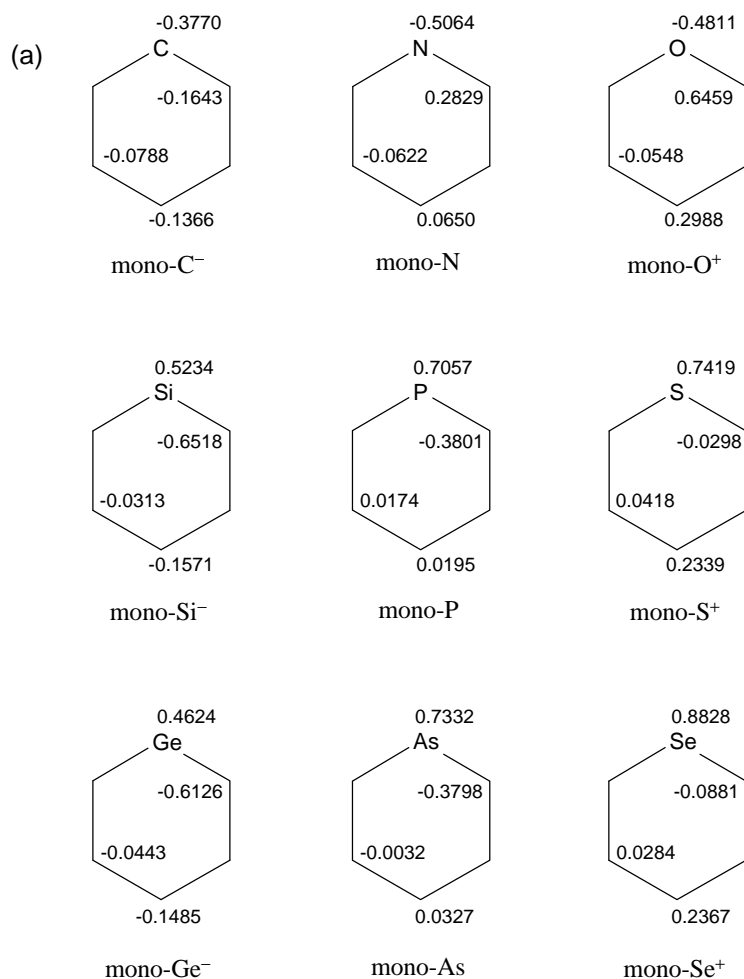 (a)
-0.3770 -0.5064 -0.4811
C N O
-0.1643 0.2829 0.6459
-0.0788 -0.0622 -0.0548
-0.1366 0.0650 0.2988
mono-C⁻ mono-N mono-O⁺
0.5234 0.7057 0.7419
Si P S
-0.6518 -0.3801 -0.0298
-0.0313 0.0174 0.0418
-0.1571 0.0195 0.2339
mono-Si⁻ mono-P mono-S⁺
0.4624 0.7332 0.8828
Ge As Se
-0.6126 -0.3798 -0.0881
-0.0443 -0.0032 0.0284
-0.1485 0.0327 0.2367
mono-Ge⁻ mono-As mono-Se⁺